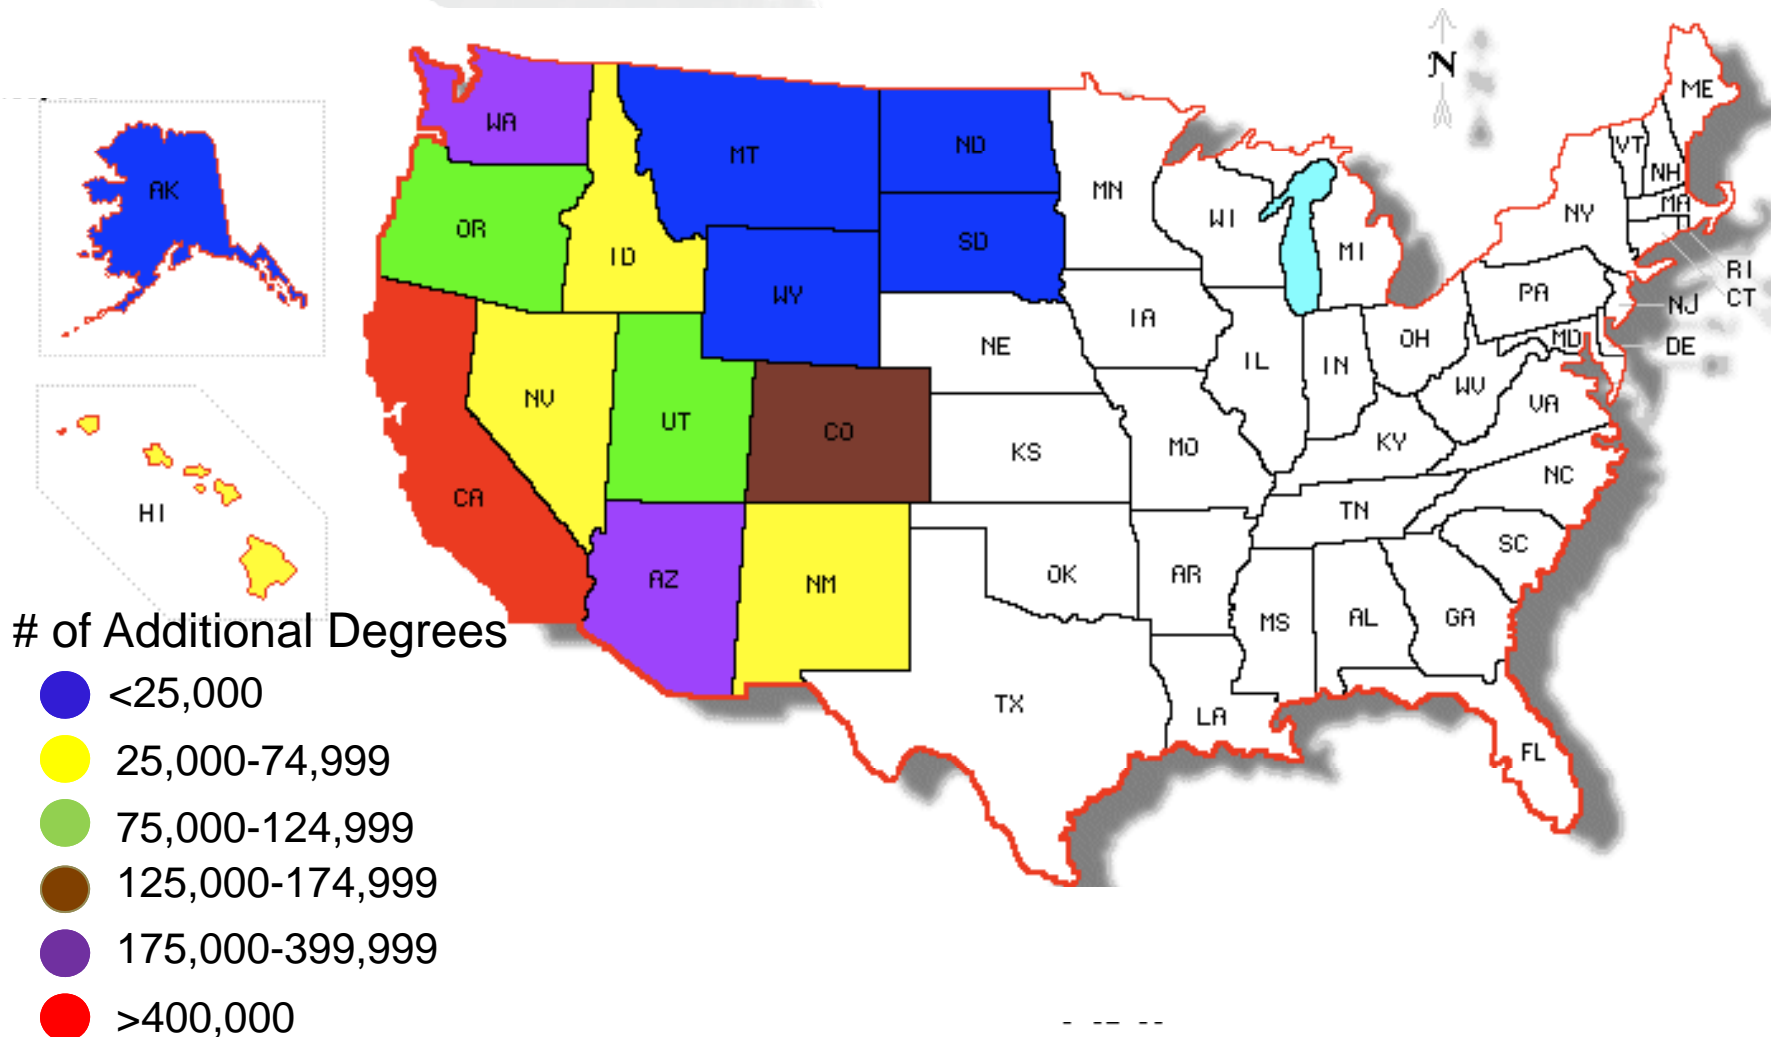 N
WA
MT
ND
MN
ME
VT
NH
AK
OR
ID
SD
WI
MI
NY
MA
WY
IA
PA
RI
CT
NJ
NE
IL
IN
OH
MD
DE
NV
UT
CO
KS
MO
WV
VA
KY
HI
CA
NC
TN
AZ
NM
OK
AR
SC
MS
AL
GA
TX
LA
FL
# of Additional Degrees
<25,000
25,000-74,999
75,000-124,999
125,000-174,999
175,000-399,999
>400,000